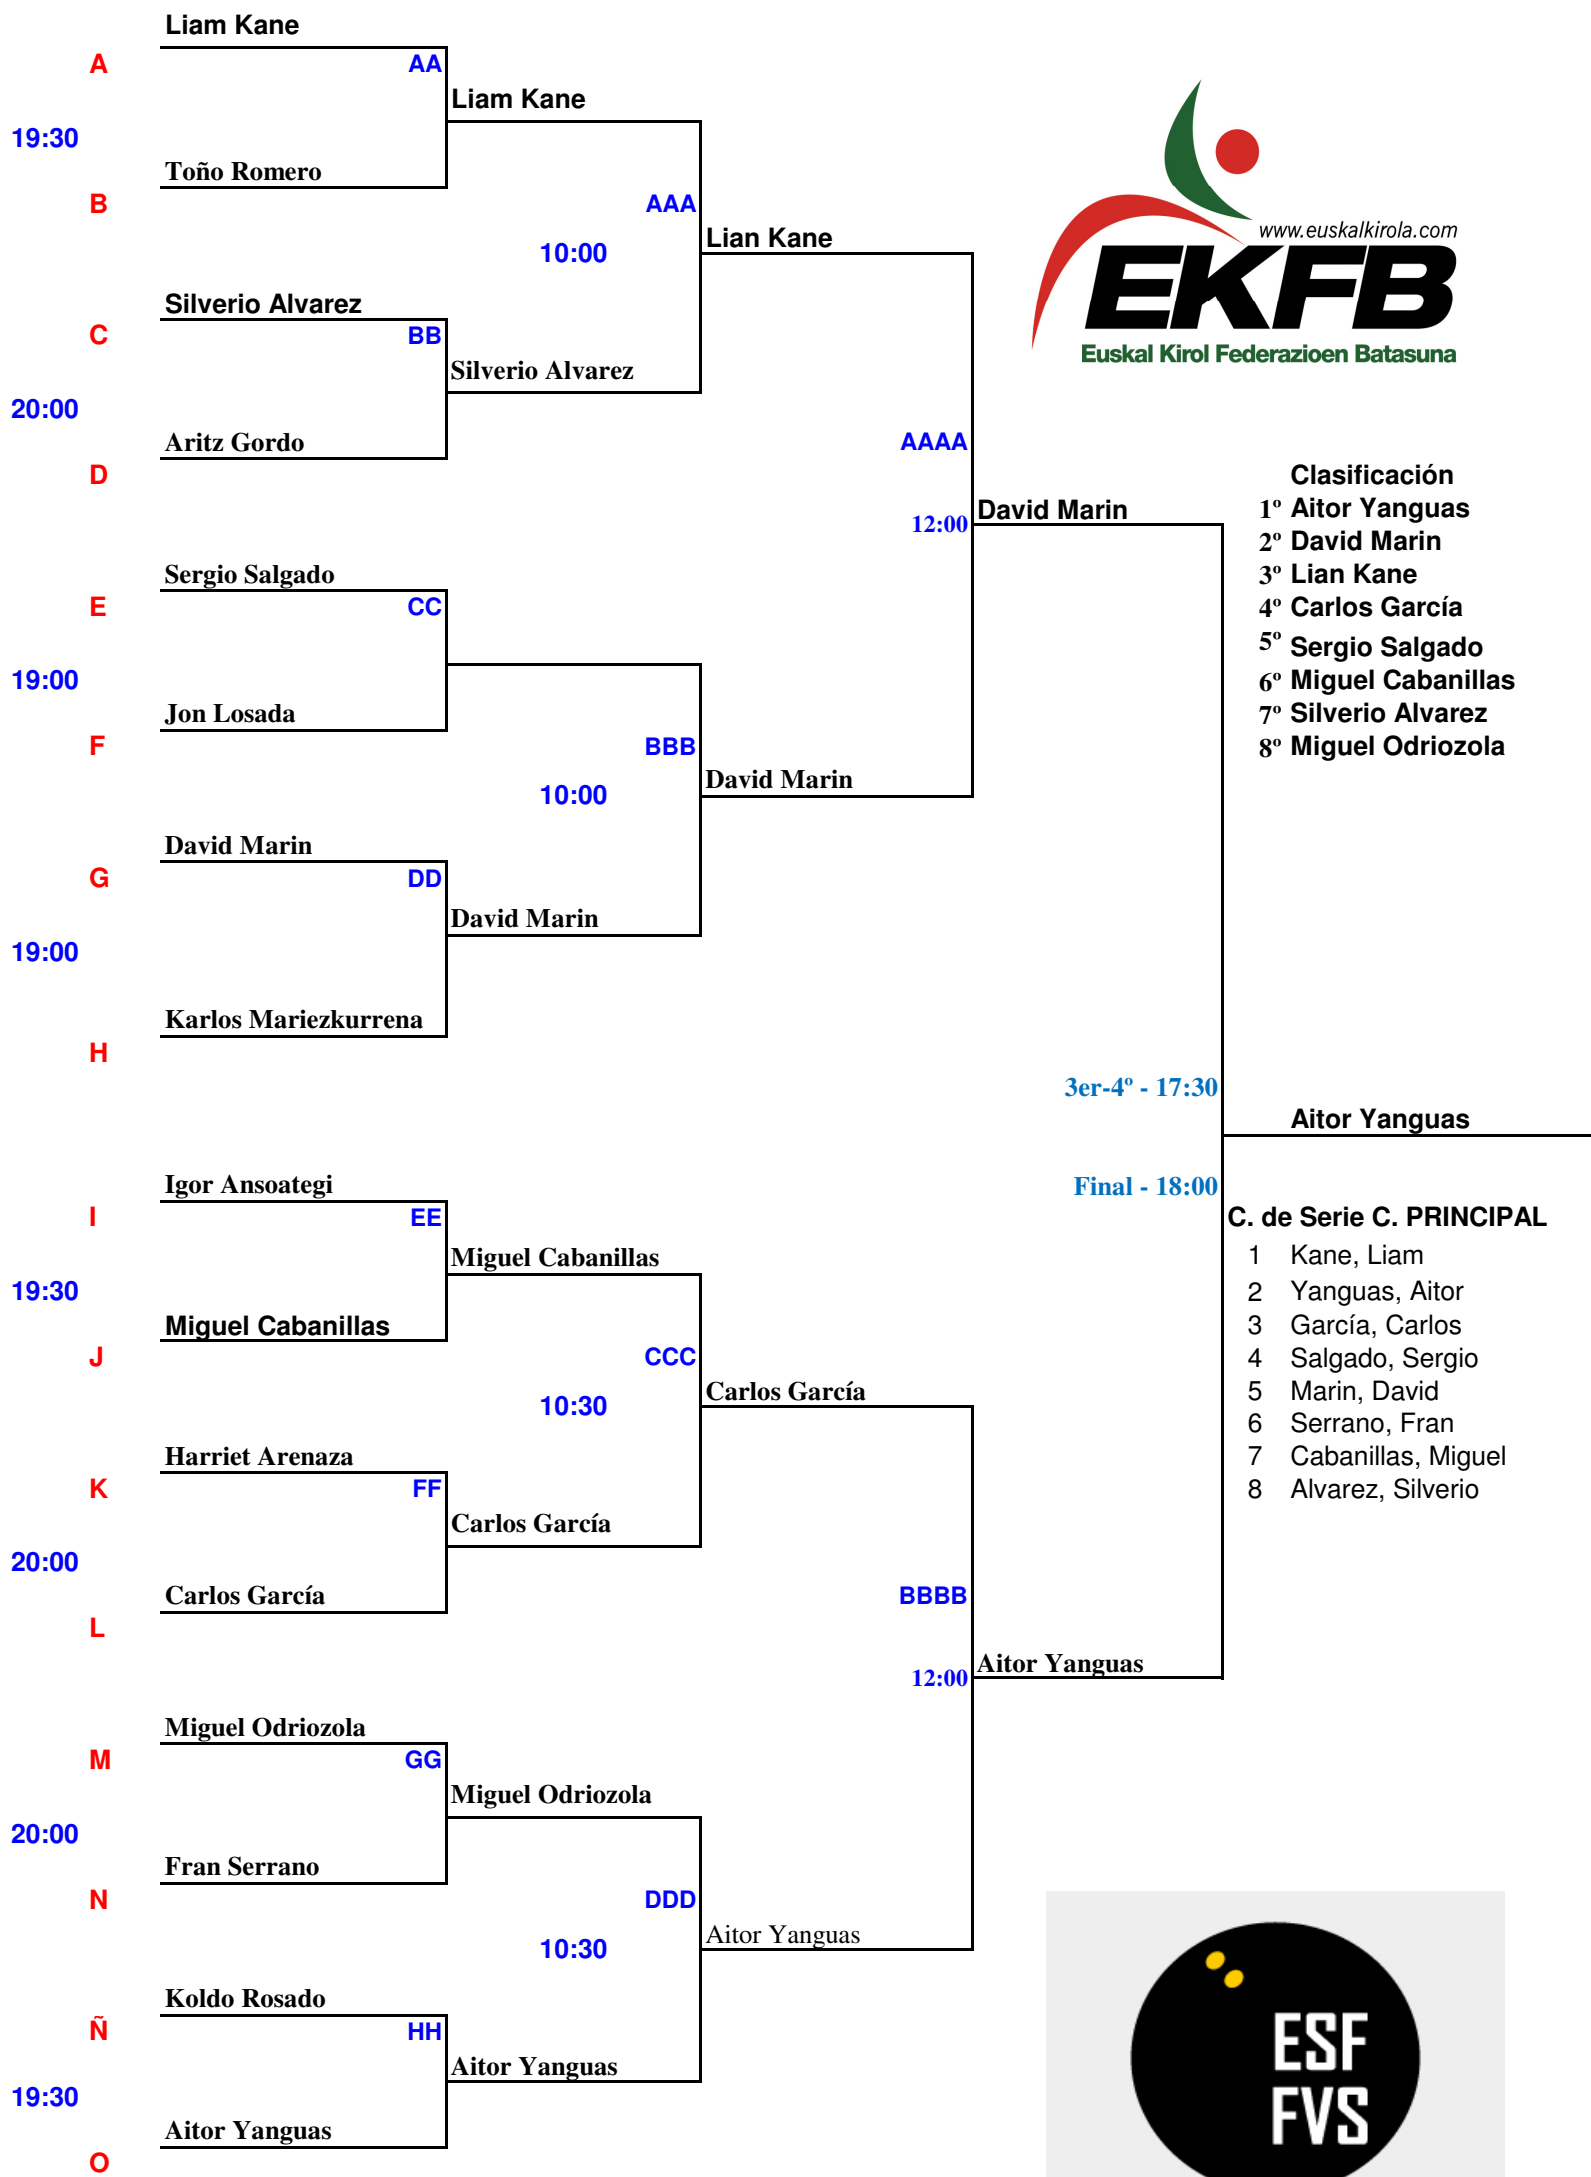 Liam Kane
A
AA
Liam Kane
19:30
Toño Romero
B
AAA
Lian Kane
10:00
www.euskalkirola.com
EKFB
Euskal Kirol Federazioen Batasuna
Silverio Alvarez
C
BB
Silverio Alvarez
20:00
Aritz Gordo
D
AAAA
David Marin
12:00
Clasificación
1º Aitor Yanguas
2º David Marin
3º Lian Kane
4º Carlos García
5º Sergio Salgado
6º Miguel Cabanillas
7º Silverio Alvarez
8º Miguel Odriozola
Sergio Salgado
E
CC
19:00
Jon Losada
F
BBB
David Marin
10:00
David Marin
G
DD
David Marin
19:00
Karlos Mariezkurrena
H
3er-4º - 17:30
Aitor Yanguas
Final - 18:00
Igor Ansoategi
I
EE
Miguel Cabanillas
19:30
Miguel Cabanillas
J
CCC
Carlos García
10:30
C. de Serie C. PRINCIPAL
1 Kane, Liam
2 Yanguas, Aitor
3 García, Carlos
4 Salgado, Sergio
5 Marin, David
6 Serrano, Fran
7 Cabanillas, Miguel
8 Alvarez, Silverio
Harriet Arenaza
K
FF
Carlos García
20:00
Carlos García
L
BBBB
Aitor Yanguas
12:00
Miguel Odriozola
M
GG
Miguel Odriozola
20:00
Fran Serrano
N
DDD
Aitor Yanguas
10:30
Koldo Rosado
Ñ
HH
Aitor Yanguas
19:30
Aitor Yanguas
O
ESF
FVS